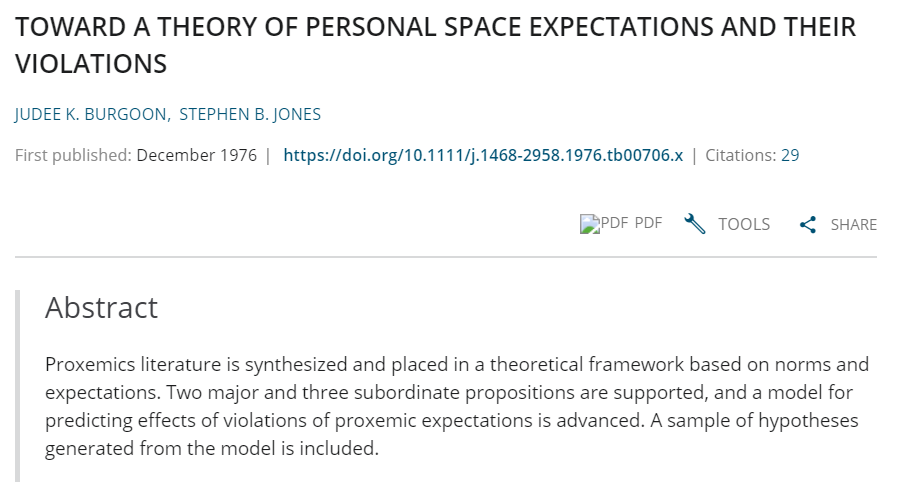 TOWARD A THEORY OF PERSONAL SPACE EXPECTATIONS AND THEIR
VIOLATIONS
JUDEE K. BURGOON, STEPHEN B. JONES
First published: December 1976 | https://doi.org/10.1111/j.1468-2958.1976.tb00706.x | Citations: 29
PDF PDF TOOLS SHARE
Abstract
Proxemics literature is synthesized and placed in a theoretical framework based on norms and
expectations. Two major and three subordinate propositions are supported, and a model for
predicting effects of violations of proxemic expectations is advanced. A sample of hypotheses
generated from the model is included.